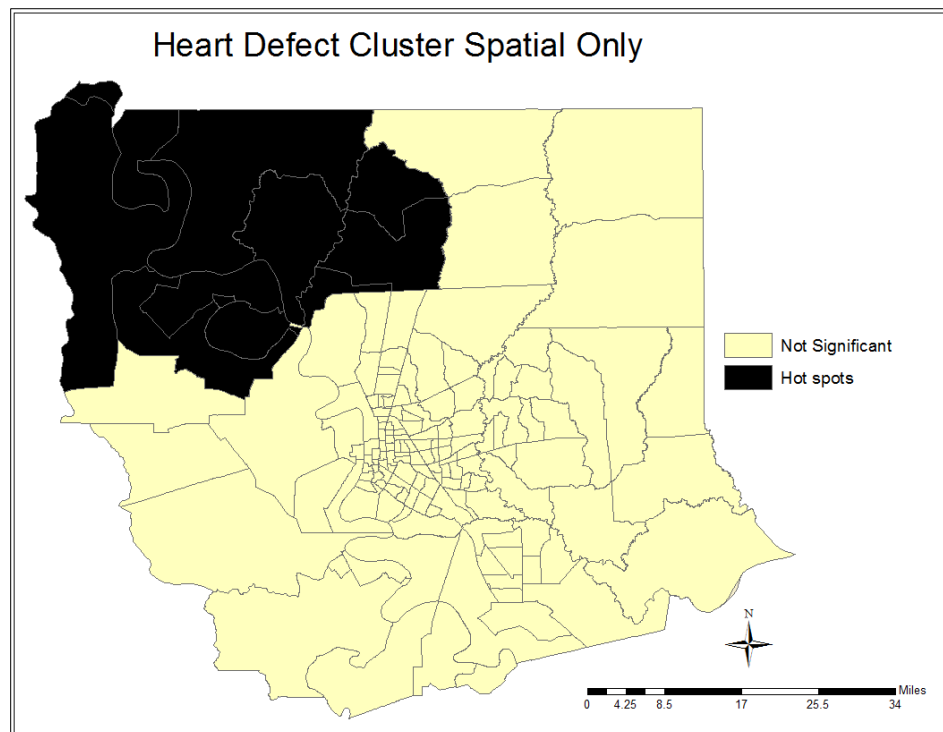 Heart Defect Cluster Spatial Only
Not Significant
Hot spots
N
Miles
0 4.25 8.5 17 25.5 34